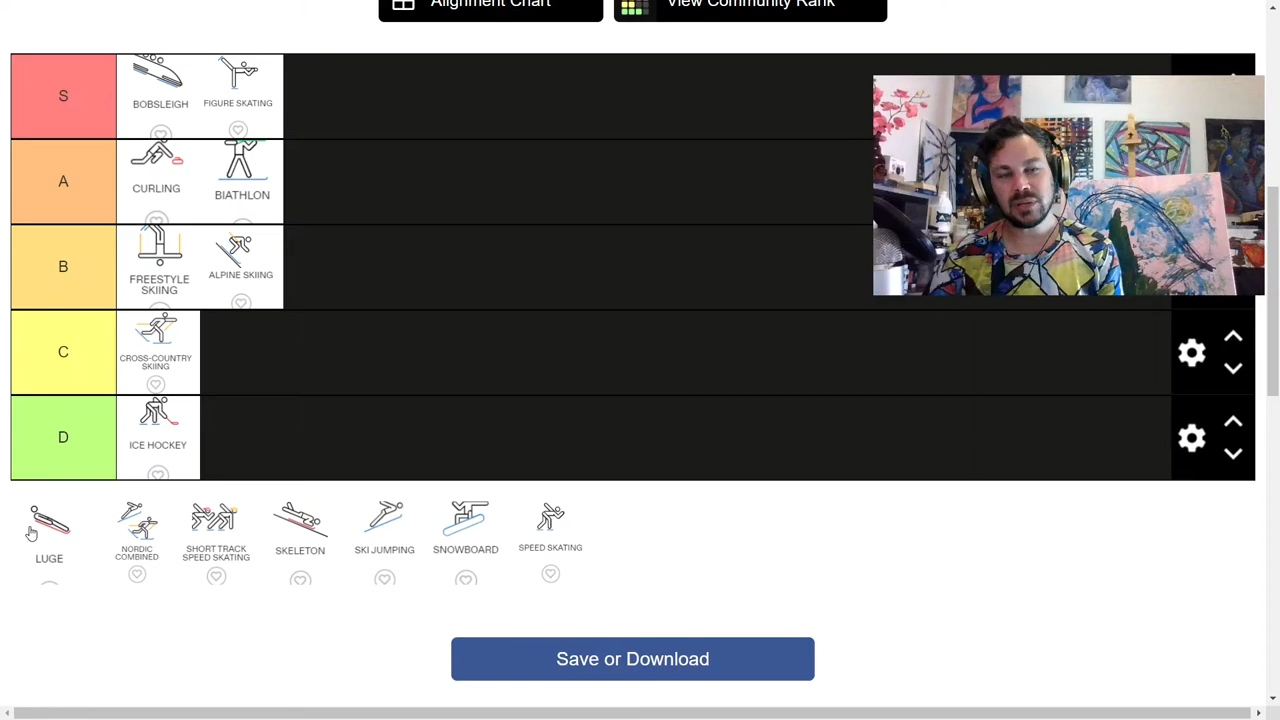 Alignment Chart
View Community Rank
S
BOBSLEIGH
FIGURE SKATING
A
CURLING
BIATHLON
B
FREESTYLE
SKIING
ALPINE SKIING
C
CROSS-COUNTRY
SKIING
D
ICE HOCKEY
LUGE
NORDIC
COMBINED
SHORT TRACK
SPEED SKATING
SKELETON
SKI JUMPING
SNOWBOARD
SPEED SKATING
Save or Download